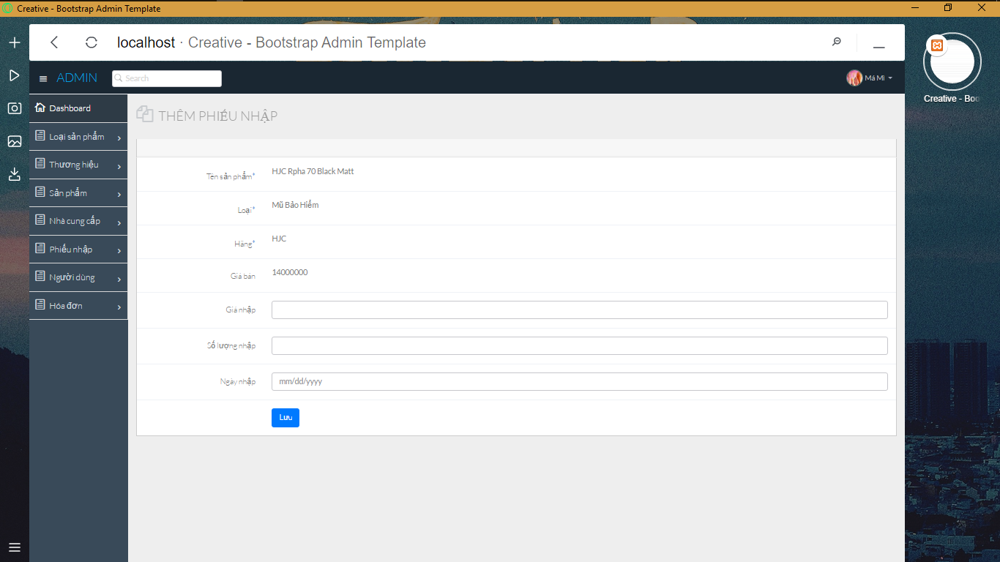 Creative - Bootstrap Admin Template
localhost · Creative - Bootstrap Admin Template
ADMIN
Search
Má Mì
Creative - Boo
Dashboard
Loại sản phẩm
Thương hiệu
Sản phẩm
Nhà cung cấp
Phiếu nhập
Người dùng
Hóa đơn
THÊM PHIẾU NHẬP
Tên sản phẩm* HJC Rpha 70 Black Matt
Loại* Mũ Bảo Hiểm
Hãng* HJC
Giá bán 14000000
Giá nhập
Số lượng nhập
Ngày nhập mm/dd/yyyy
Lưu